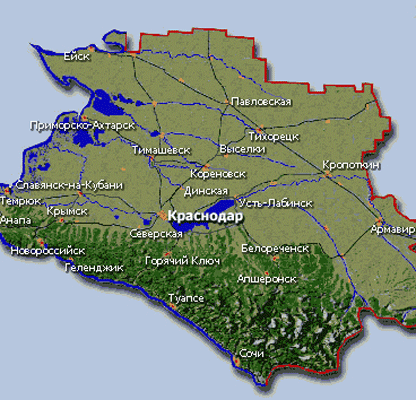 Ейск
Павловская
Приморско-Ахтарск
Тихорецк
Тимашевск
Выселки
Кропоткин
Кореновск
Славянск-на-Кубани
Динская
Темрюк
Усть-Лабинск
Крымск
Краснодар
Анапа
Армавир
Северская
Новороссийск
Белореченск
Горячий Ключ
Геленджик
Апшеронск
Туапсе
Сочи